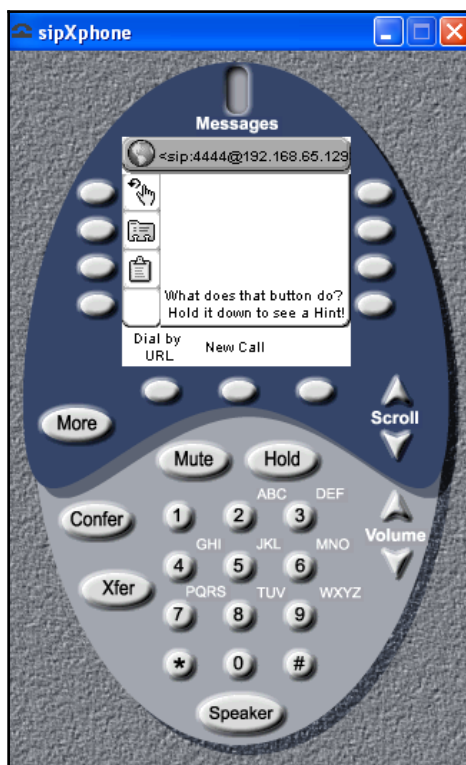 sipXphone
Messages
<sip:4444@192.168.65.129
What does that button do?
Hold it down to see a Hint!
Dial by
URL
New Call
More
Scroll
Mute
Hold
Confer
1
2 ABC
3 DEF
Volume
4 GHI
5 JKL
6 MNO
Xfer
7 PQRS
8 TUV
9 WXYZ
*
0
#
Speaker